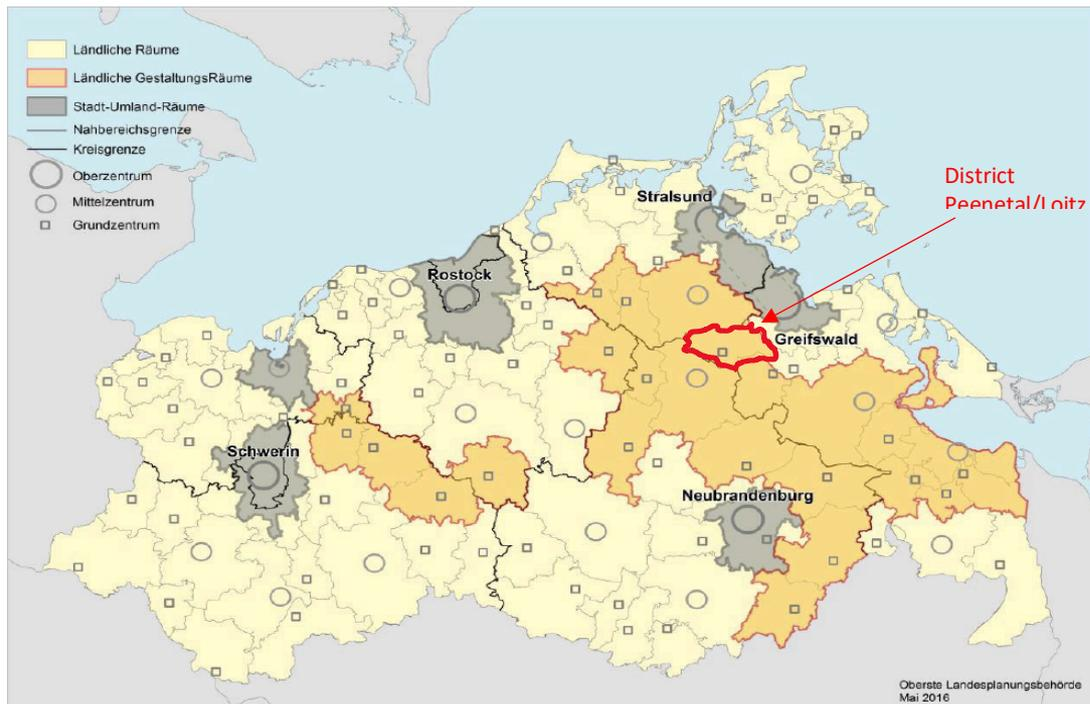 Ländliche Räume
Ländliche GestaltungsRäume
Stadt-Umland-Räume
Nahbereichsgrenze
Kreisgrenze
Oberzentrum
Mittelzentrum
Grundzentrum
District
Peenetal/Loitz
Stralsund
Rostock
Greifswald
Schwerin
Neubrandenburg
Oberste Landesplanungsbehörde
Mai 2016